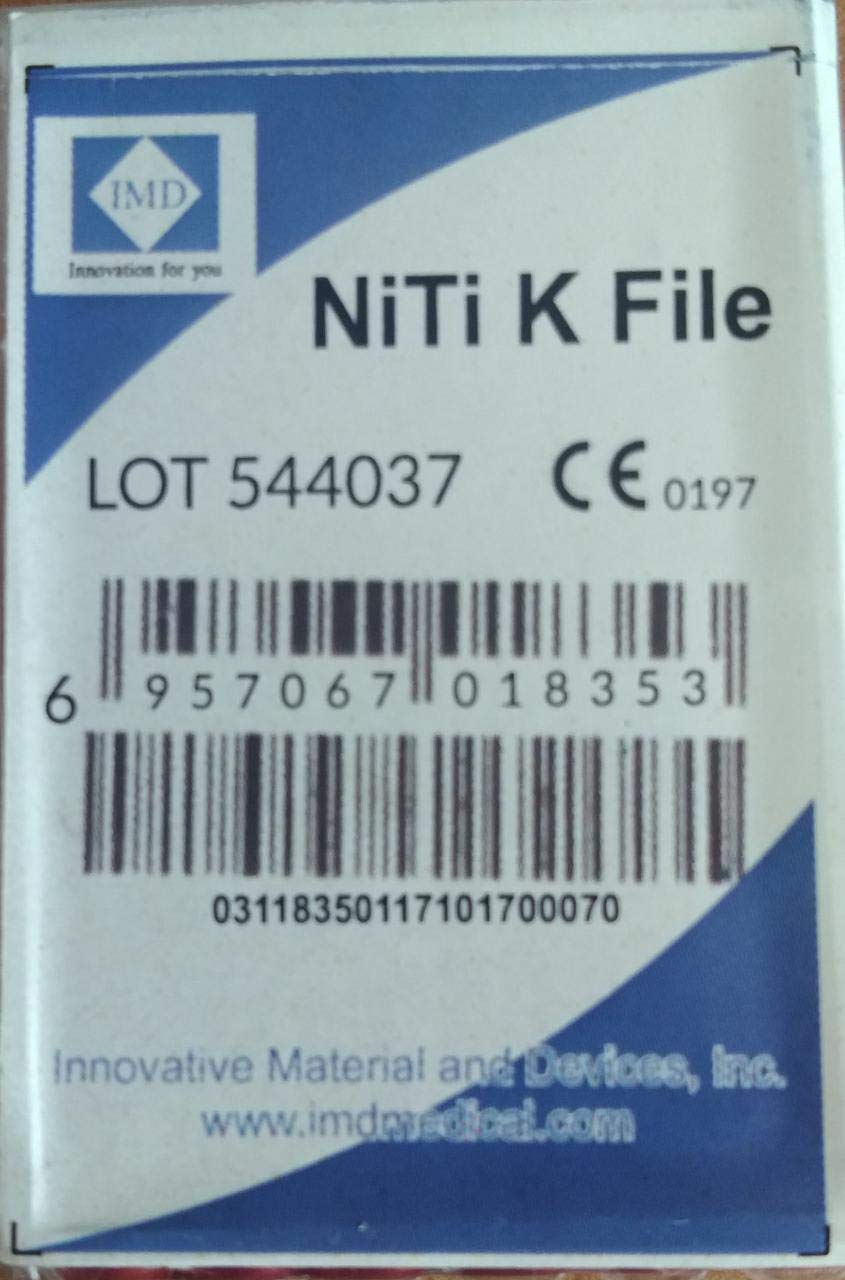 IMD
Innovation for you
NiTi K File
LOT 544037 CE 0197
6 957067 018353
03118350117101700070
Innovative Material and Devices, Inc.
www.imdmedical.com